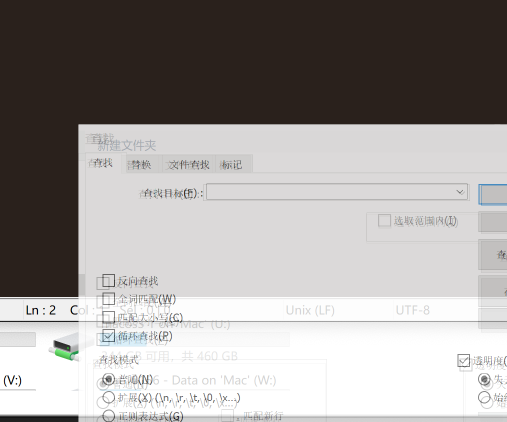 查找
新建文件夹
查找 替换 文件查找 标记
查找目标(F) :
选取范围内(I)
反向查找
全词匹配(W)
Ln : 2 Col Unix (LF) UTF-8
匹配大小写(C)
(U:)
循环查找(P)
可用，共 460 GB
查找模式 透明度(
(V:) 普通(N) - Data on 'Mac' (W:) 失
扩展(X) (\n, \r, \t, \0, \x...) 始
正则表达式(G) . 匹配新行